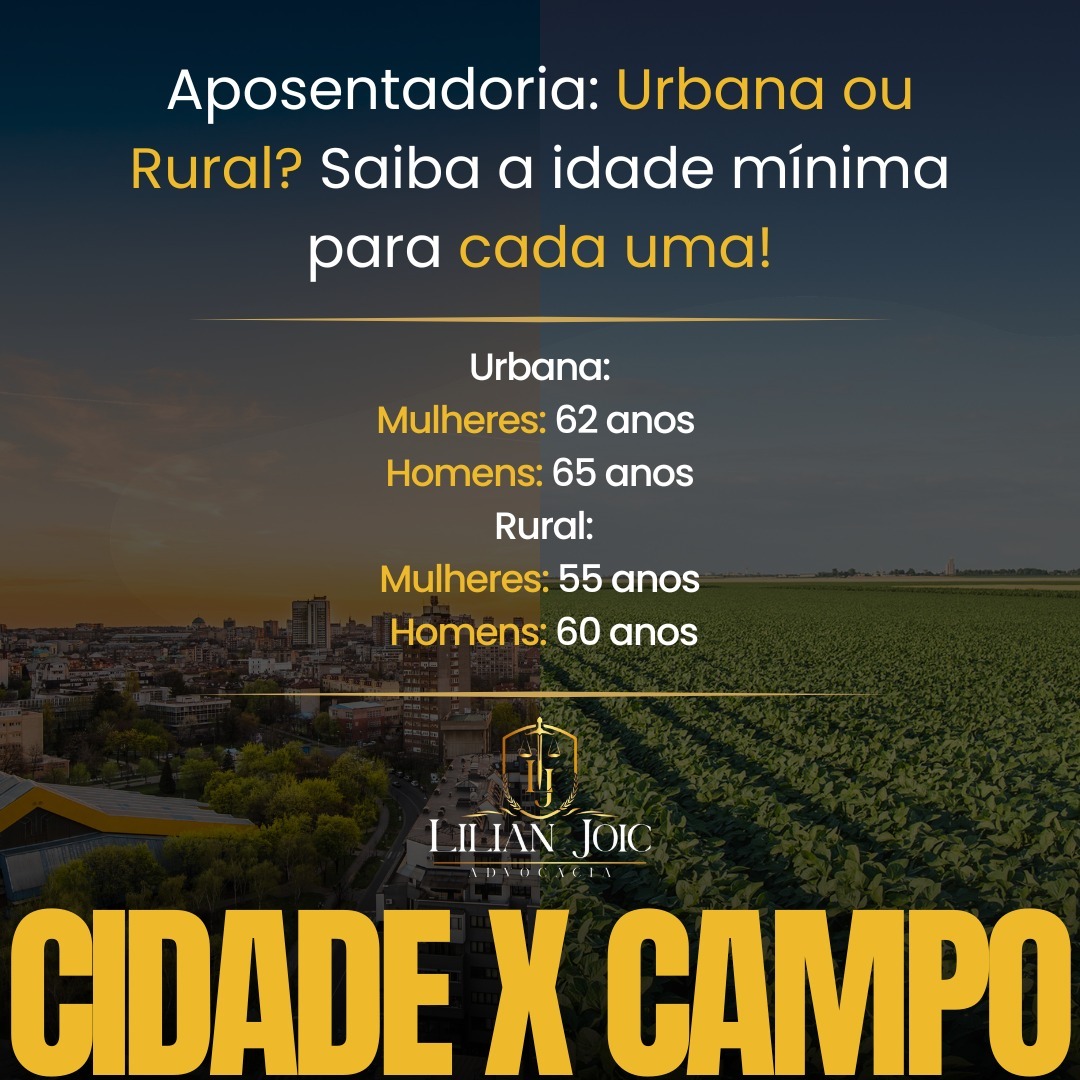 Aposentadoria: Urbana ou
Rural? Saiba a idade mínima
para cada uma!
Urbana:
Mulheres: 62 anos
Homens: 65 anos
Rural:
Mulheres: 55 anos
Homens: 60 anos
LJ
LILIAN JOIC
ADVOCACIA
CIDADE X CAMPO